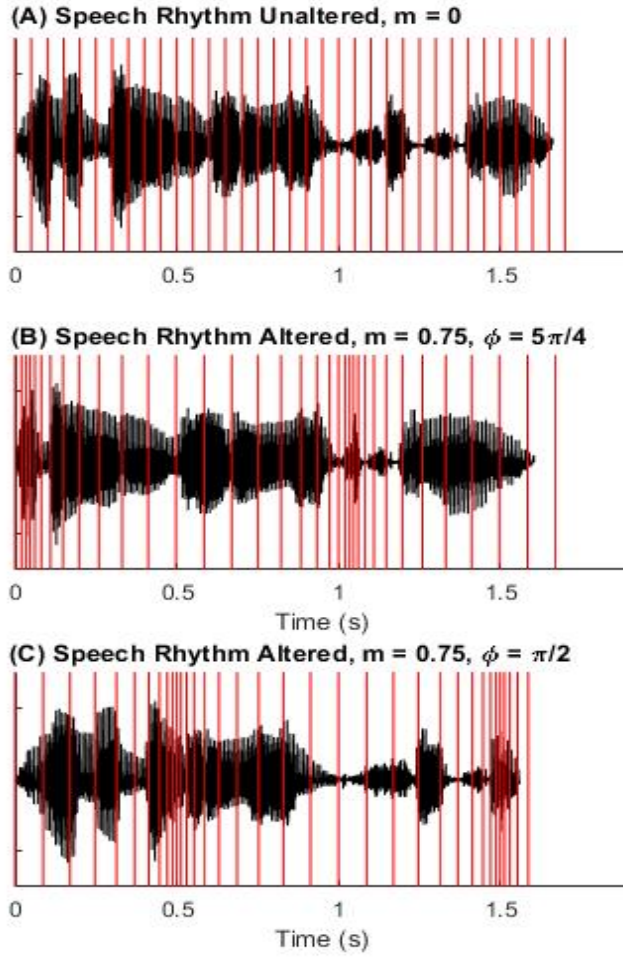 (A) Speech Rhythm Unaltered, m = 0
0 0.5 1 1.5
(B) Speech Rhythm Altered, m = 0.75, ϕ = 5π/4
0 0.5 1 1.5
Time (s)
(C) Speech Rhythm Altered, m = 0.75, ϕ = π/2
0 0.5 1 1.5
Time (s)